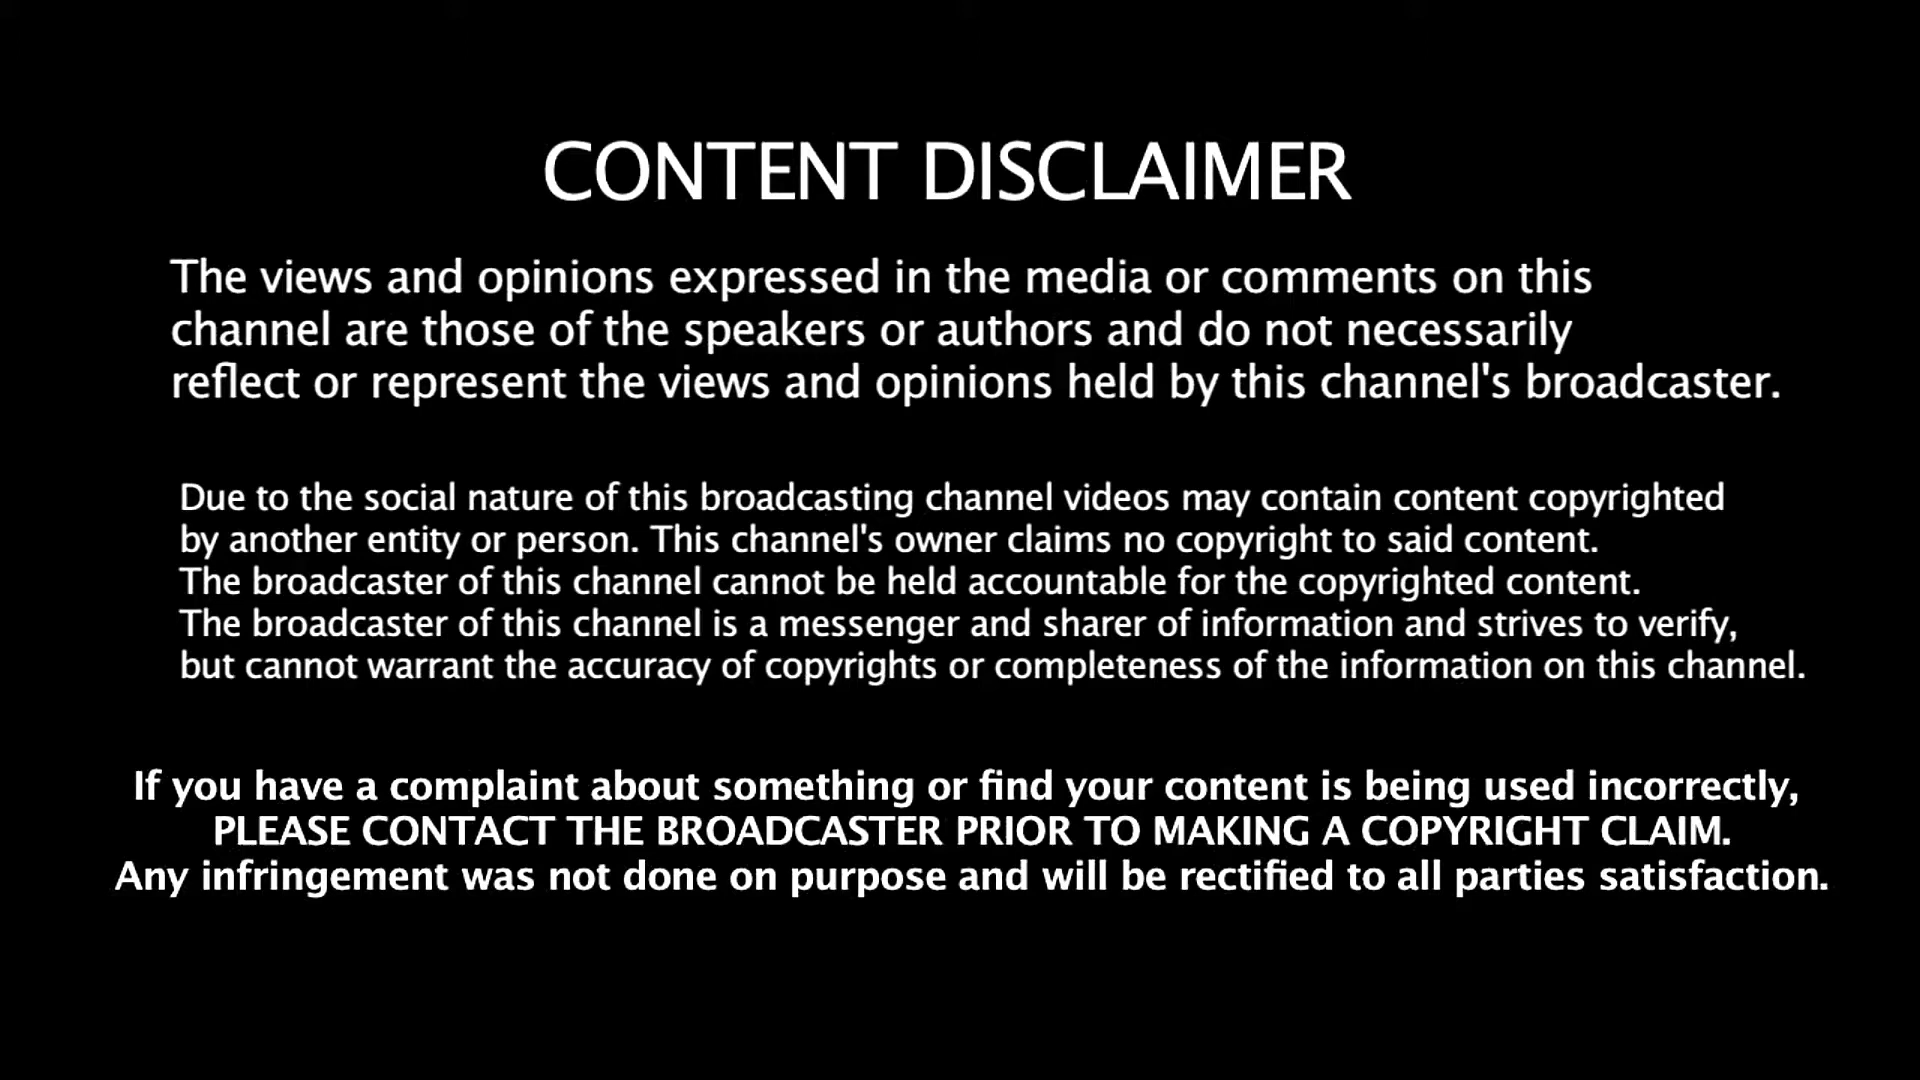 CONTENT DISCLAIMER
The views and opinions expressed in the media or comments on this
channel are those of the speakers or authors and do not necessarily
reflect or represent the views and opinions held by this channel's broadcaster.
Due to the social nature of this broadcasting channel videos may contain content copyrighted
by another entity or person. This channel's owner claims no copyright to said content.
The broadcaster of this channel cannot be held accountable for the copyrighted content.
The broadcaster of this channel is a messenger and sharer of information and strives to verify,
but cannot warrant the accuracy of copyrights or completeness of the information on this channel.
If you have a complaint about something or find your content is being used incorrectly,
PLEASE CONTACT THE BROADCASTER PRIOR TO MAKING A COPYRIGHT CLAIM.
Any infringement was not done on purpose and will be rectified to all parties satisfaction.